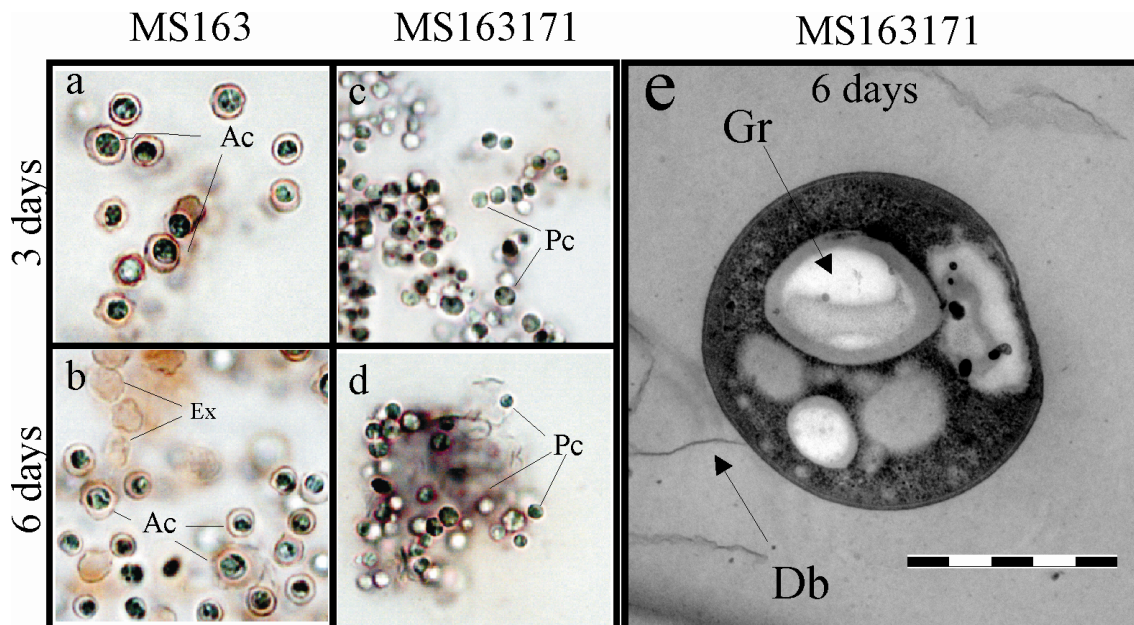 MS163
MS163171
MS163171
3 days
6 days
a
Ac
b
Ex
Ac
c
Pc
d
Pc
e
6 days
Gr
Db